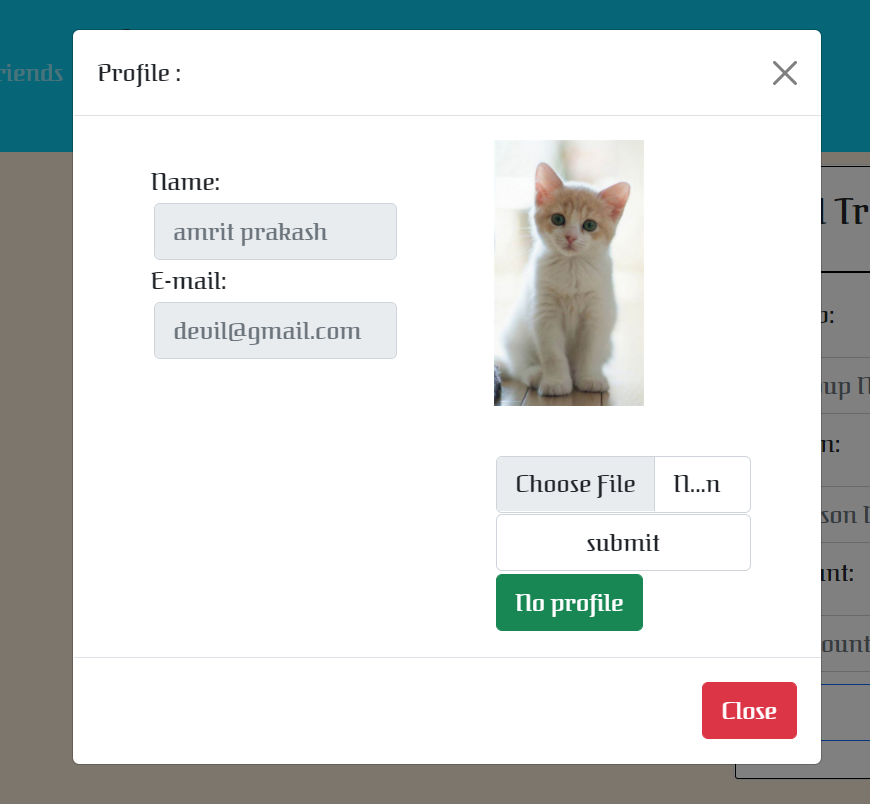 riends
Profile :
Name:
amrit prakash
E-mail:
devil@gmail.com
Choose File N...n
submit
No profile
Close
l Tr
o:
up N
n:
son
unt:
ount